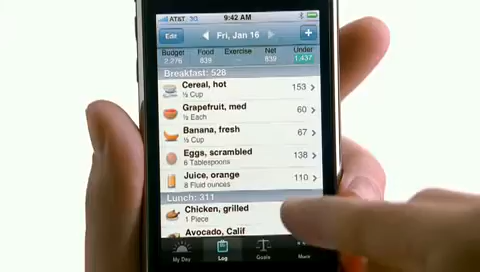 AT&T 3G 9:42 AM
Edit Fri, Jan 16 +
Budget Food Exercise Net Under
2,276 839 839 1,437
Breakfast: 528
Cereal, hot
½ Cup 153
Grapefruit, med
½ Each 60
Banana, fresh
½ Cup 67
Eggs, scrambled
6 Tablespoons 138
Juice, orange
8 Fluid ounces 110
Lunch: 311
Chicken, grilled
1 Piece
Avocado, Calif
My Day Log Goals More